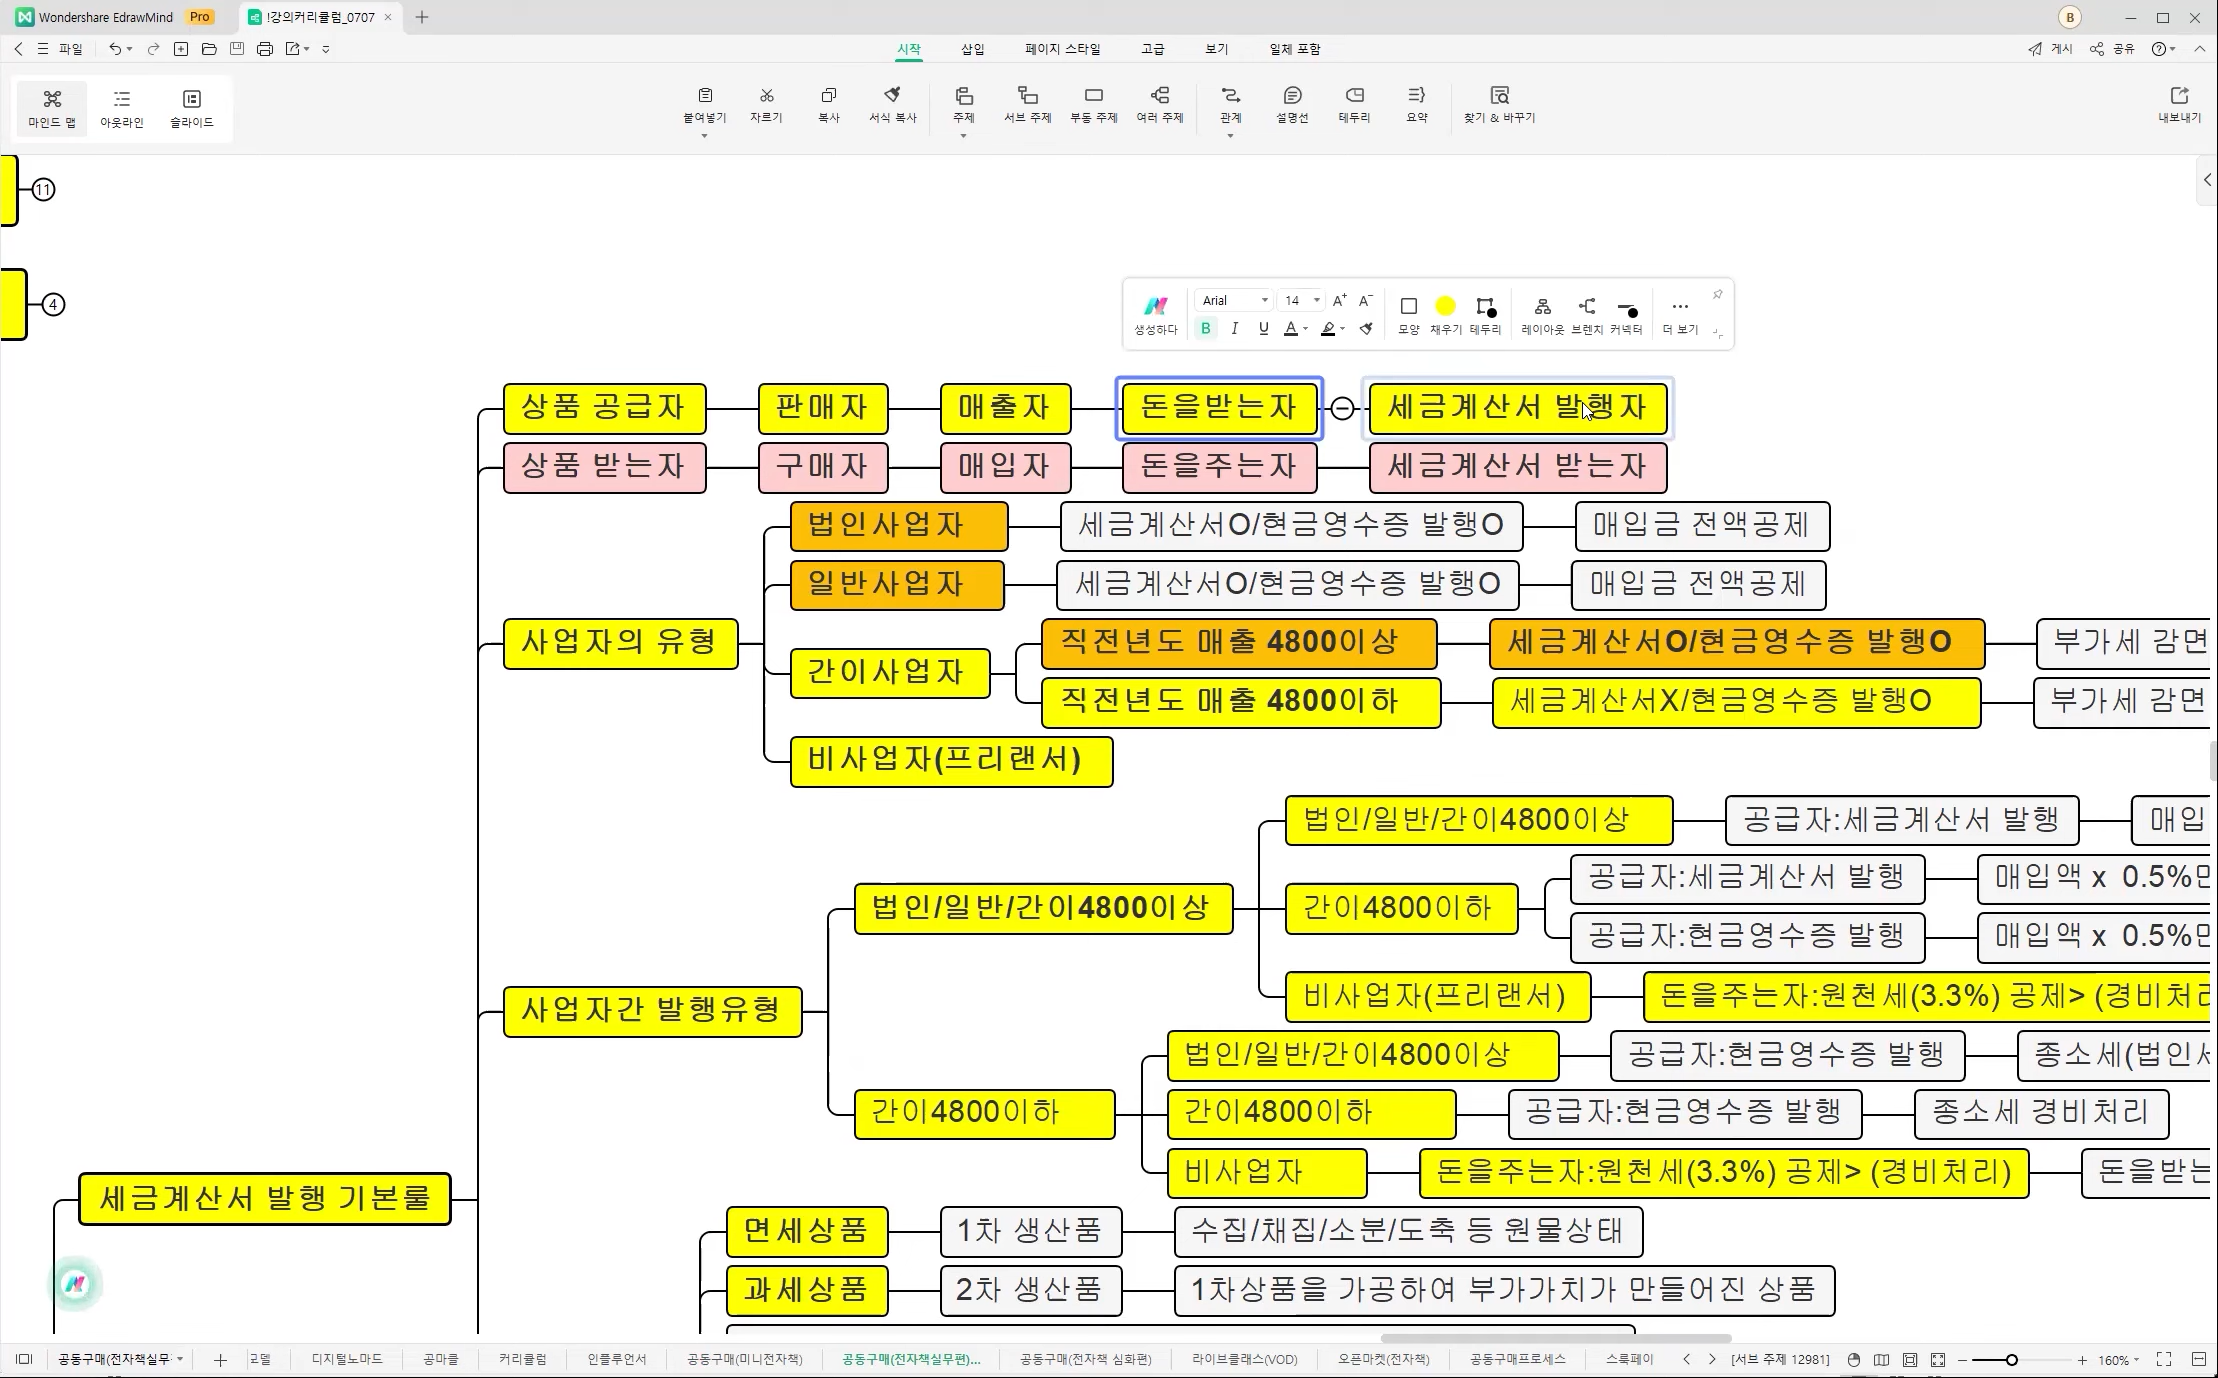 Wondershare EdrawMind Pro !강의커리큘럼_0707
B
파일
시작 삽입 페이지 스타일 고급 보기 일체 포함
게시 공유
마인드 맵 아웃라인 슬라이드
붙여넣기 자르기 복사 서식 복사 주제 서브 주제 부동 주제 여러 주제 관계 설명선 테두리 요약 찾기 & 바꾸기 내보내기
11
4
Arial 14 A+ A-
생성하다 B I U A 모양 채우기 테두리 레이아웃 브렌치 커넥터 더 보기
상품 공급자 판매자 매출자 돈을받는자 세금계산서 발행자
상품 받는자 구매자 매입자 돈을주는자 세금계산서 받는자
법인사업자 세금계산서O/현금영수증 발행O 매입금 전액공제
일반사업자 세금계산서O/현금영수증 발행O 매입금 전액공제
사업자의 유형
직전년도 매출 4800이상 세금계산서O/현금영수증 발행O 부가세 감면
간이사업자
직전년도 매출 4800이하 세금계산서X/현금영수증 발행O 부가세 감면
비사업자(프리랜서)
법인/일반/간이4800이상 공급자:세금계산서 발행 매입
공급자:세금계산서 발행 매입액 x 0.5%
법인/일반/간이4800이상 간이4800이하
공급자:현금영수증 발행 매입액 x 0.5%
비사업자(프리랜서) 돈을주는자:원천세(3.3%) 공제> (경비처리
사업자간 발행유형
법인/일반/간이4800이상 공급자:현금영수증 발행 종소세(법인세
간이4800이하 간이4800이하 공급자:현금영수증 발행 종소세 경비처리
비사업자 돈을주는자:원천세(3.3%) 공제> (경비처리) 돈을받는
세금계산서 발행 기본룰
면세상품 1차 생산품 수집/채집/소분/도축 등 원물상태
과세상품 2차 생산품 1차상품을 가공하여 부가가치가 만들어진 상품
공동구매(전자책실무 디지털노마드 공마클 커리큘럼 인플루언서 공동구매(미니전자책) 공동구매(전자책실무편)... 공동구매(전자책 심화편) 라이브클래스(VOD) 오픈마켓(전자책) 공동구매프로세스 스룩페이 [서브 주제 12981] 160%